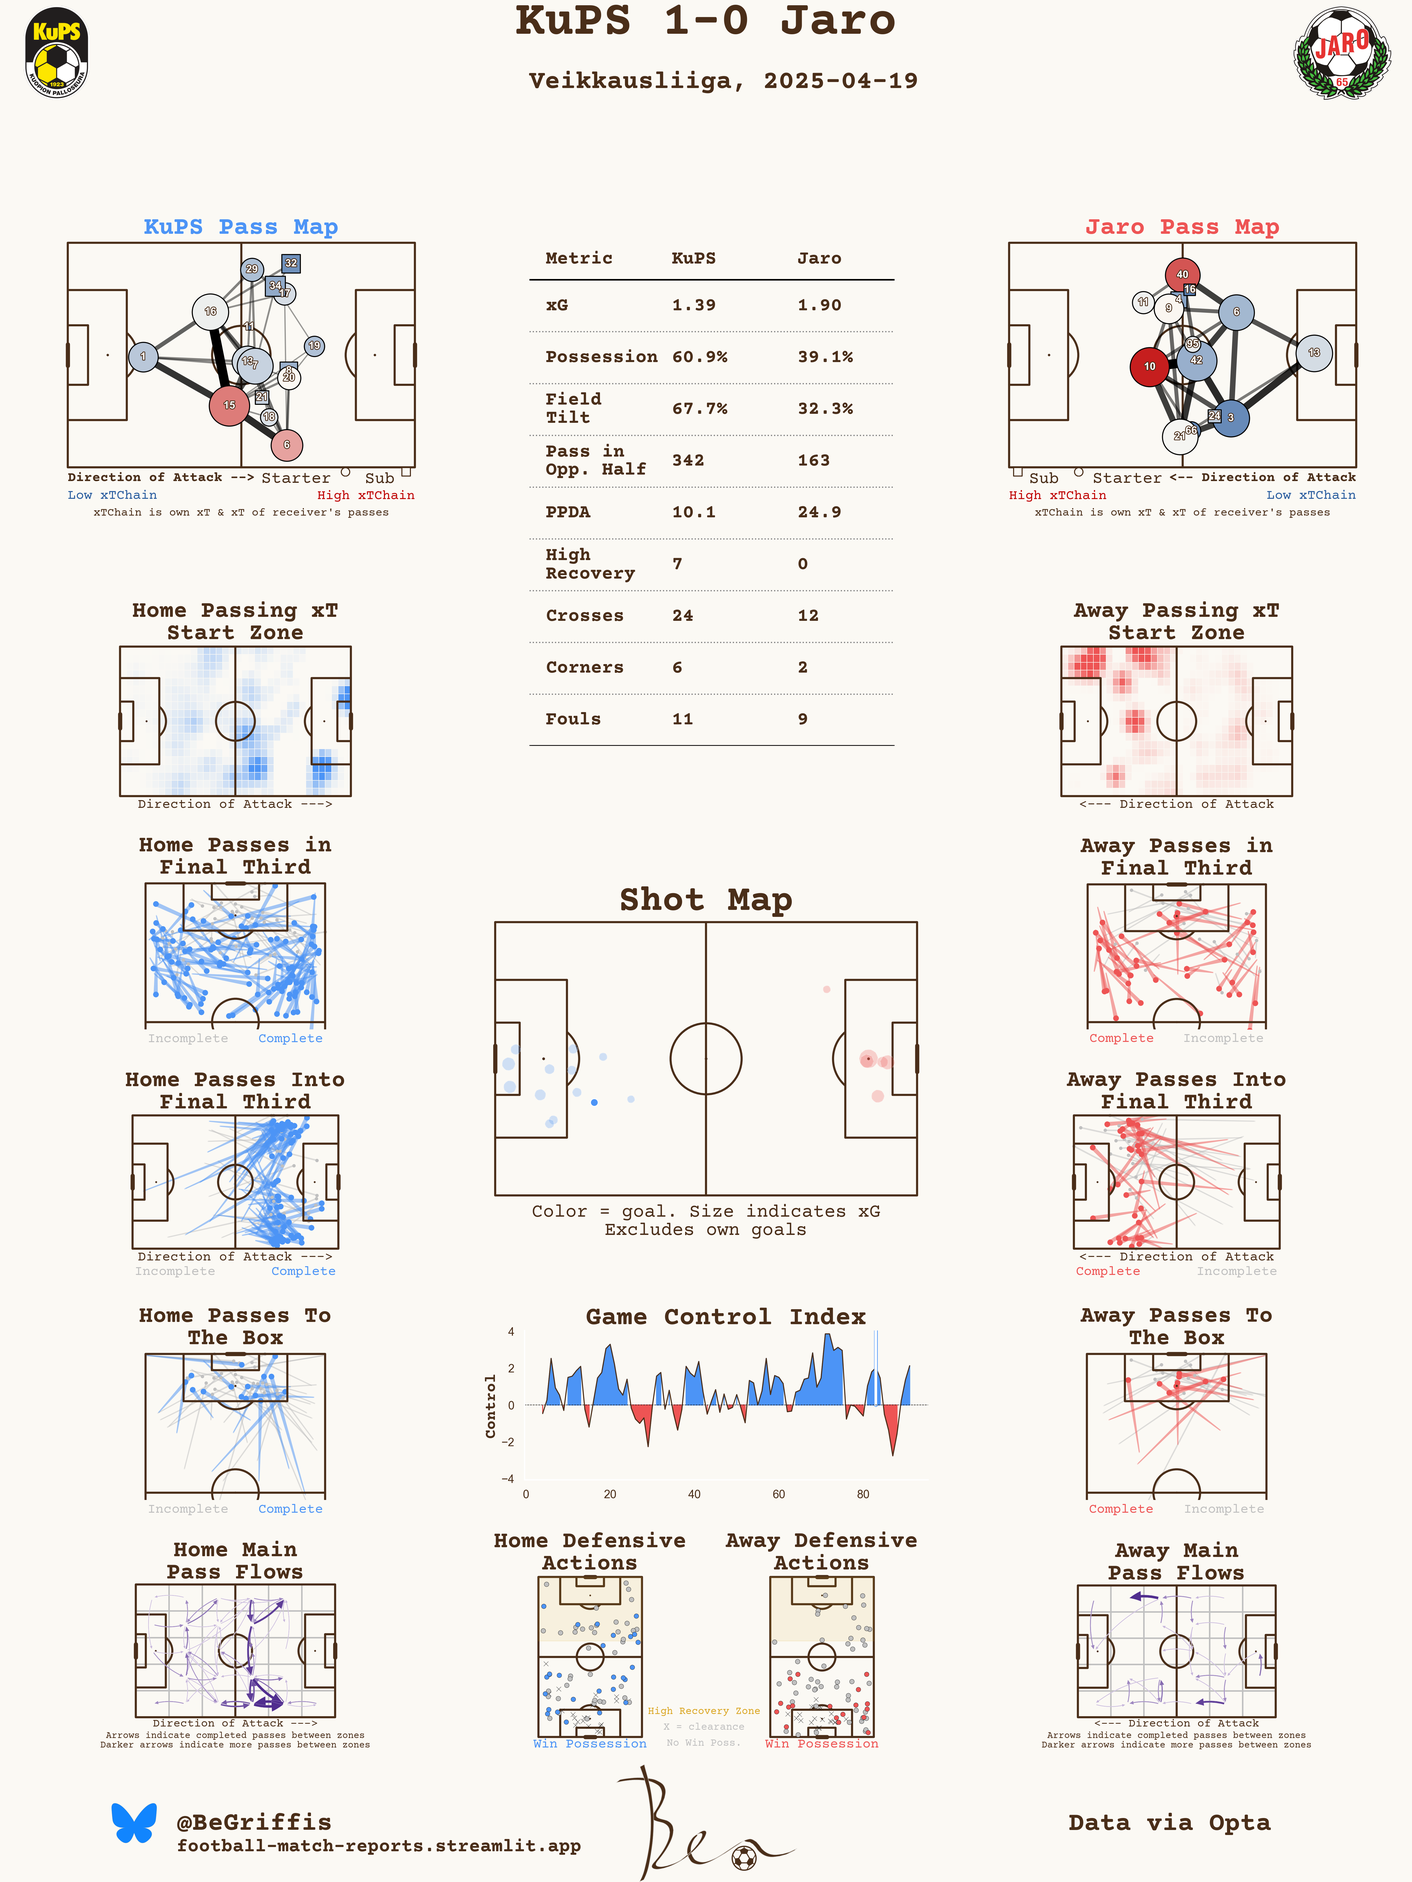 KuPS 1-0 Jaro
Veikkausliiga, 2025-04-19
KuPS
KUOPION PALLOSEURA
1923
JARO
65
KuPS Pass Map
29
32
34
17
16
11
1
13
7
19
8
20
15
21
18
6
Direction of Attack --> Starter Sub
Low xTChain High xTChain
xTChain is own xT & xT of receiver's passes
Metric KuPS Jaro
xG 1.39 1.90
Possession 60.9% 39.1%
Field
Tilt 67.7% 32.3%
Pass in
Opp. Half 342 163
PPDA 10.1 24.9
High
Recovery 7 0
Crosses 24 12
Corners 6 2
Fouls 11 9
Jaro Pass Map
40
16
4
11
9
6
95
13
42
10
3
24
66
21
Sub Starter <-- Direction of Attack
High xTChain Low xTChain
xTChain is own xT & xT of receiver's passes
Home Passing xT
Start Zone
Direction of Attack --->
Away Passing xT
Start Zone
<--- Direction of Attack
Home Passes in
Final Third
Incomplete Complete
Away Passes in
Final Third
Complete Incomplete
Shot Map
Color = goal. Size indicates xG
Excludes own goals
Home Passes Into
Final Third
Direction of Attack --->
Incomplete Complete
Away Passes Into
Final Third
<--- Direction of Attack
Complete Incomplete
Home Passes To
The Box
Incomplete Complete
Game Control Index
Control
4
2
0
−2
−4
0 20 40 60 80
Away Passes To
The Box
Complete Incomplete
Home Main
Pass Flows
Direction of Attack --->
Arrows indicate completed passes between zones
Darker arrows indicate more passes between zones
Home Defensive
Actions
Win Possession
High Recovery Zone
X = clearance
No Win Poss.
Away Defensive
Actions
Win Possession
Away Main
Pass Flows
<--- Direction of Attack
Arrows indicate completed passes between zones
Darker arrows indicate more passes between zones
@BeGriffis
football-match-reports.streamlit.app
Ben
Data via Opta